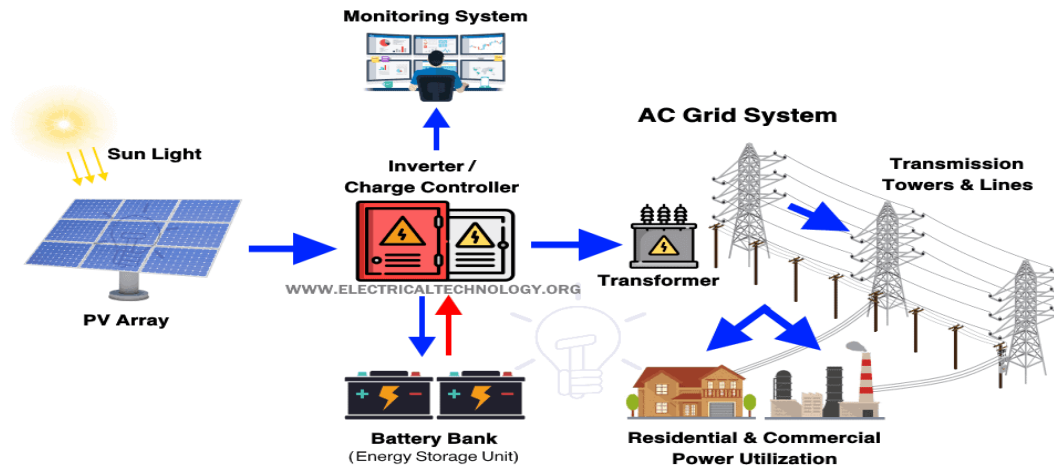 Monitoring System
AC Grid System
Sun Light
Inverter /
Charge Controller
Transmission
Towers & Lines
Transformer
WWW.ELECTRICALTECHNOLOGY.ORG
PV Array
+ -
+ -
Battery Bank
(Energy Storage Unit)
Residential & Commercial
Power Utilization